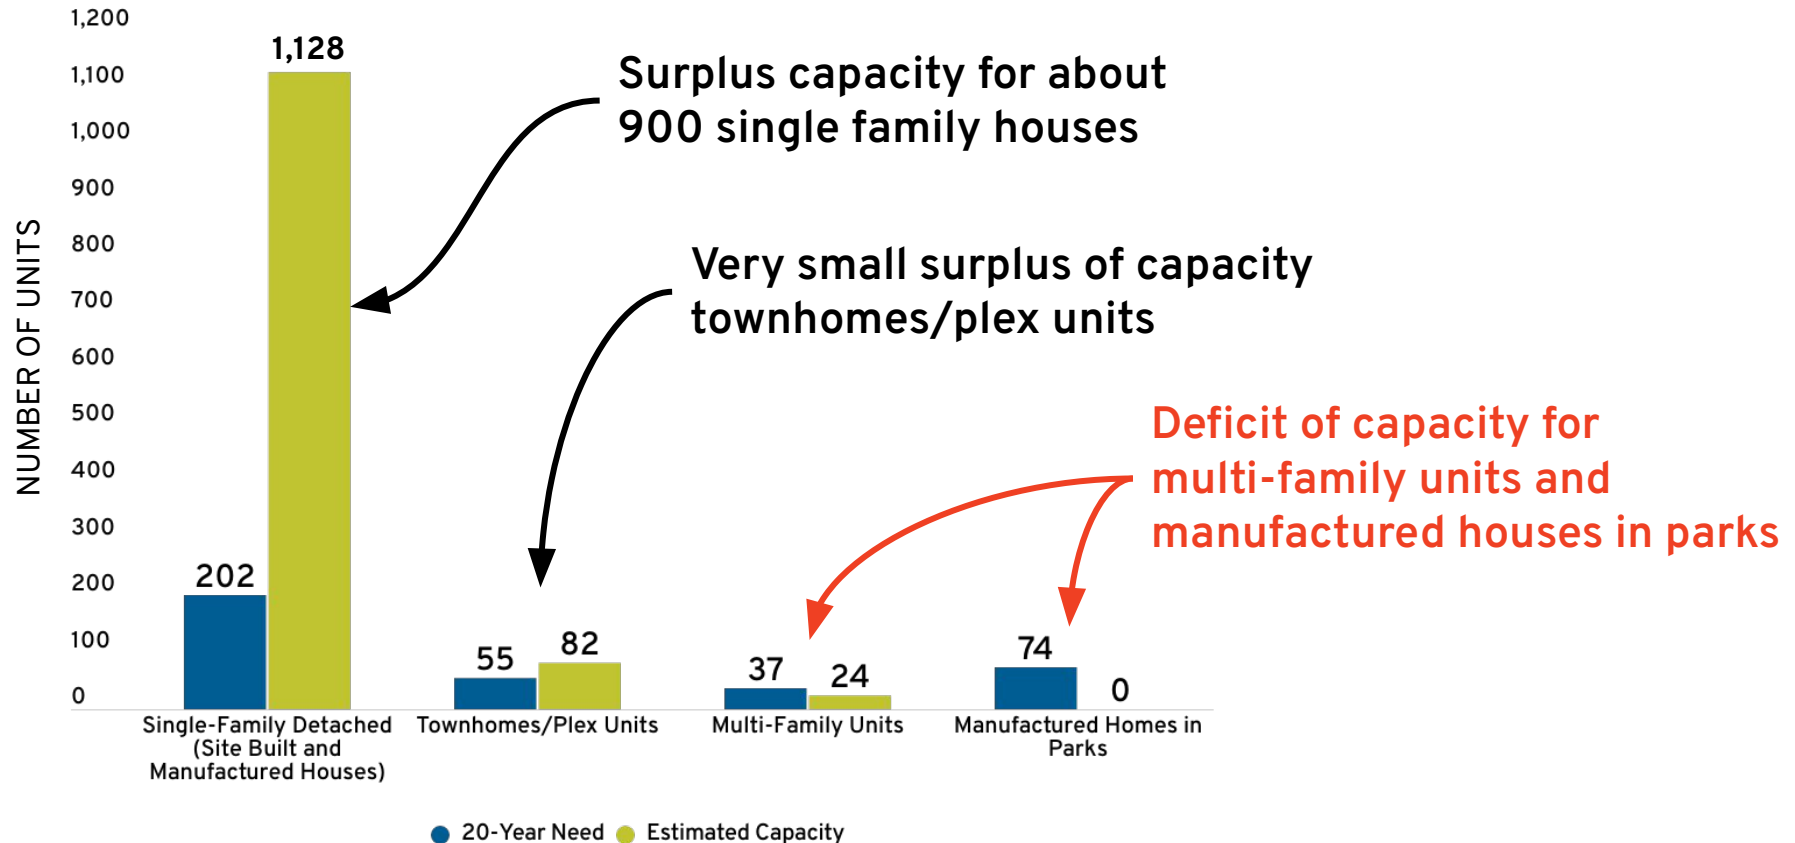 NUMBER OF UNITS
1,200
1,100
1,000
900
800
700
600
500
400
300
200
100
0
1,128
202
55
82
37
24
74
0
Surplus capacity for about
900 single family houses
Very small surplus of capacity
townhomes/plex units
Deficit of capacity for
multi-family units and
manufactured houses in parks
Single-Family Detached
(Site Built and
Manufactured Houses)
Townhomes/Plex Units
Multi-Family Units
Manufactured Homes in
Parks
20-Year Need
Estimated Capacity